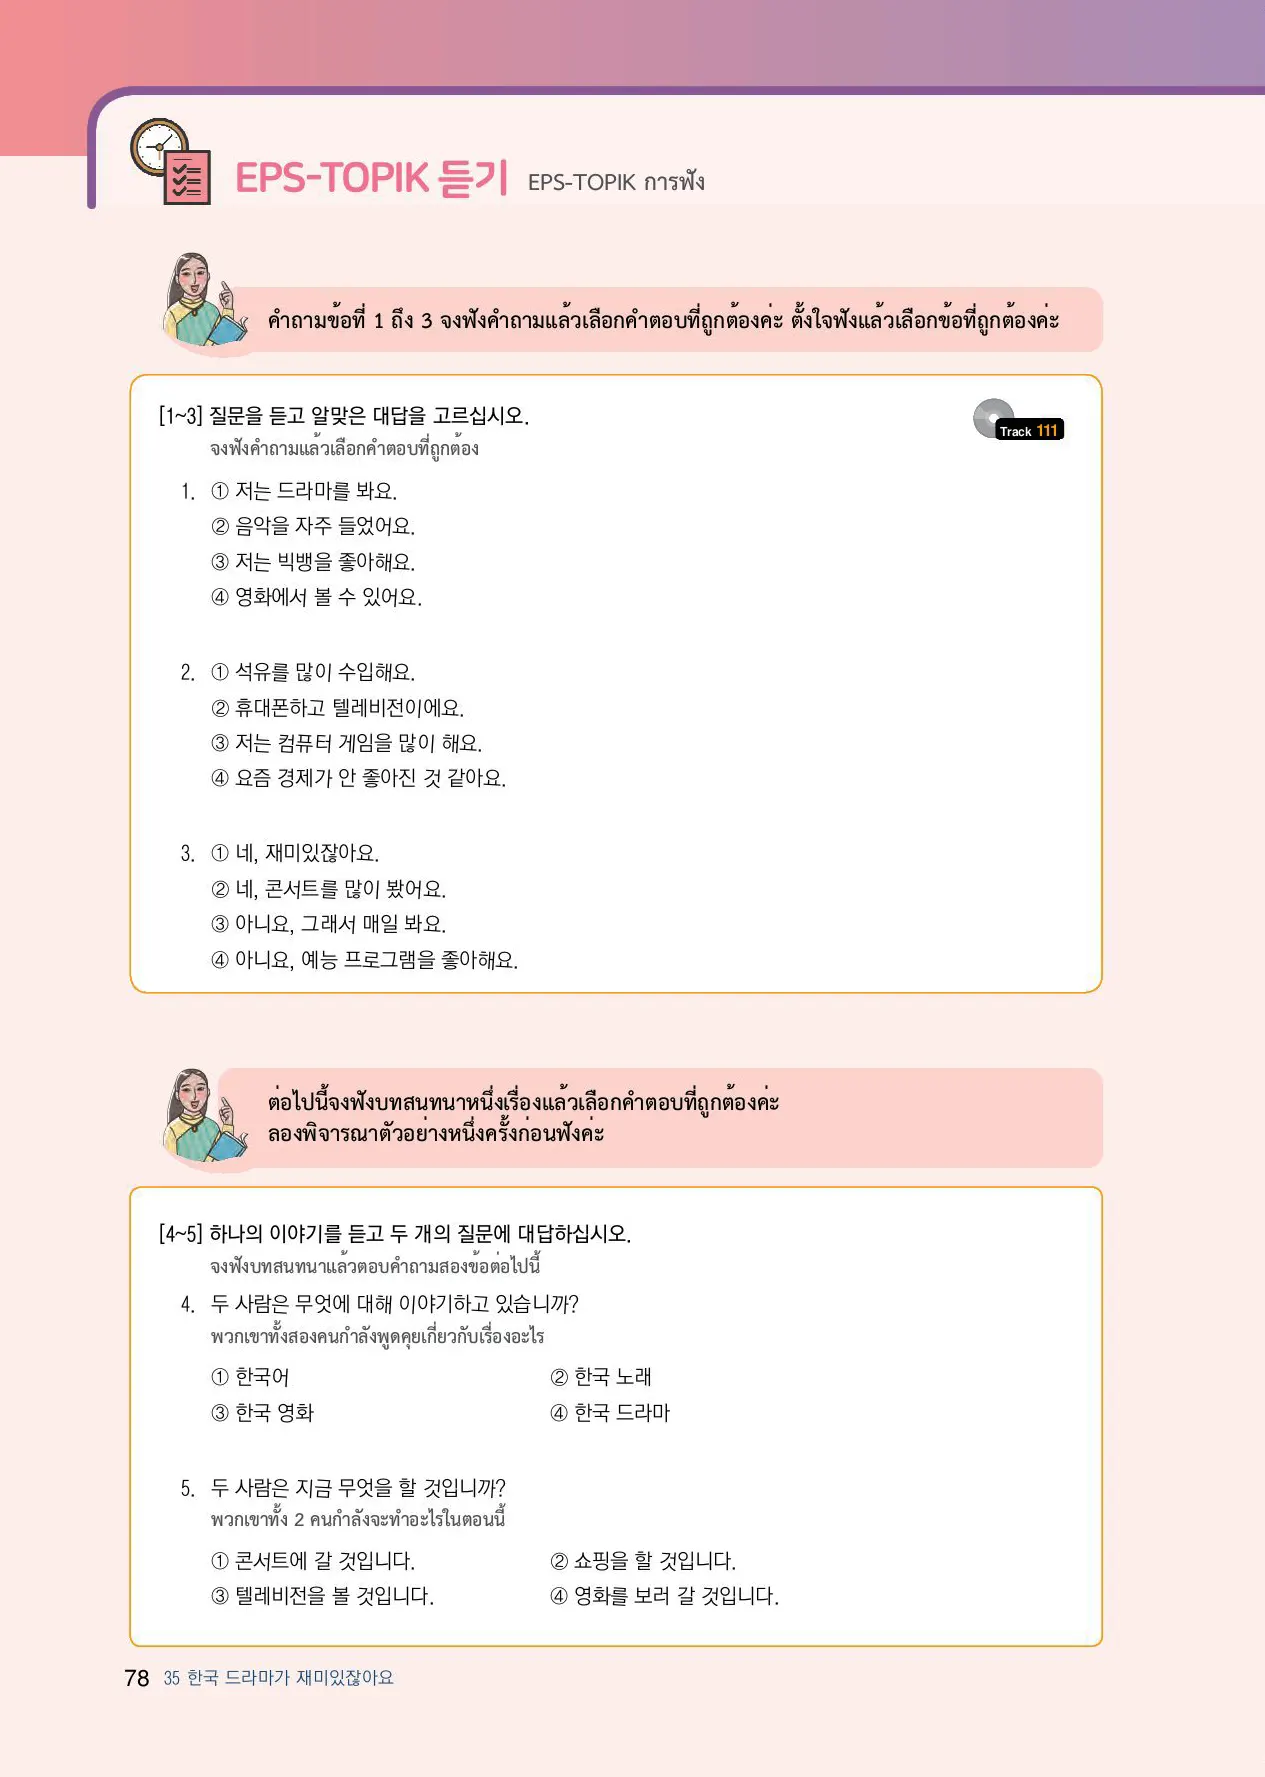 EPS-TOPIK 듣기 EPS-TOPIK การฟัง
คำถามข้อที่ 1 ถึง 3 จงฟังคำถามแล้วเลือกคำตอบที่ถูกต้องค่ะ ตั้งใจฟังแล้วเลือกข้อที่ถูกต้องค่ะ
[1~3] 질문을 듣고 알맞은 대답을 고르십시오.
Track 111
จงฟังคำถามแล้วเลือกคำตอบที่ถูกต้อง
1. ① 저는 드라마를 봐요.
② 음악을 자주 들었어요.
③ 저는 빅뱅을 좋아해요.
④ 영화에서 볼 수 있어요.
2. ① 석유를 많이 수입해요.
② 휴대폰하고 텔레비전이에요.
③ 저는 컴퓨터 게임을 많이 해요.
④ 요즘 경제가 안 좋아진 것 같아요.
3. ① 네, 재미있잖아요.
② 네, 콘서트를 많이 봤어요.
③ 아니요, 그래서 매일 봐요.
④ 아니요, 예능 프로그램을 좋아해요.
ต่อไปนี้จงฟังบทสนทนาหนึ่งเรื่องแล้วเลือกคำตอบที่ถูกต้องค่ะ
ลองพิจารณาตัวอย่างหนึ่งครั้งก่อนฟังค่ะ
[4~5] 하나의 이야기를 듣고 두 개의 질문에 대답하십시오.
จงฟังบทสนทนาแล้วตอบคำถามสองข้อต่อไปนี้
4. 두 사람은 무엇에 대해 이야기하고 있습니까?
พวกเขาทั้งสองคนกำลังพูดคุยเกี่ยวกับเรื่องอะไร
① 한국어 ② 한국 노래
③ 한국 영화 ④ 한국 드라마
5. 두 사람은 지금 무엇을 할 것입니까?
พวกเขาทั้ง 2 คนกำลังจะทำอะไรในตอนนี้
① 콘서트에 갈 것입니다. ② 쇼핑을 할 것입니다.
③ 텔레비전을 볼 것입니다. ④ 영화를 보러 갈 것입니다.
78 35 한국 드라마가 재미있잖아요